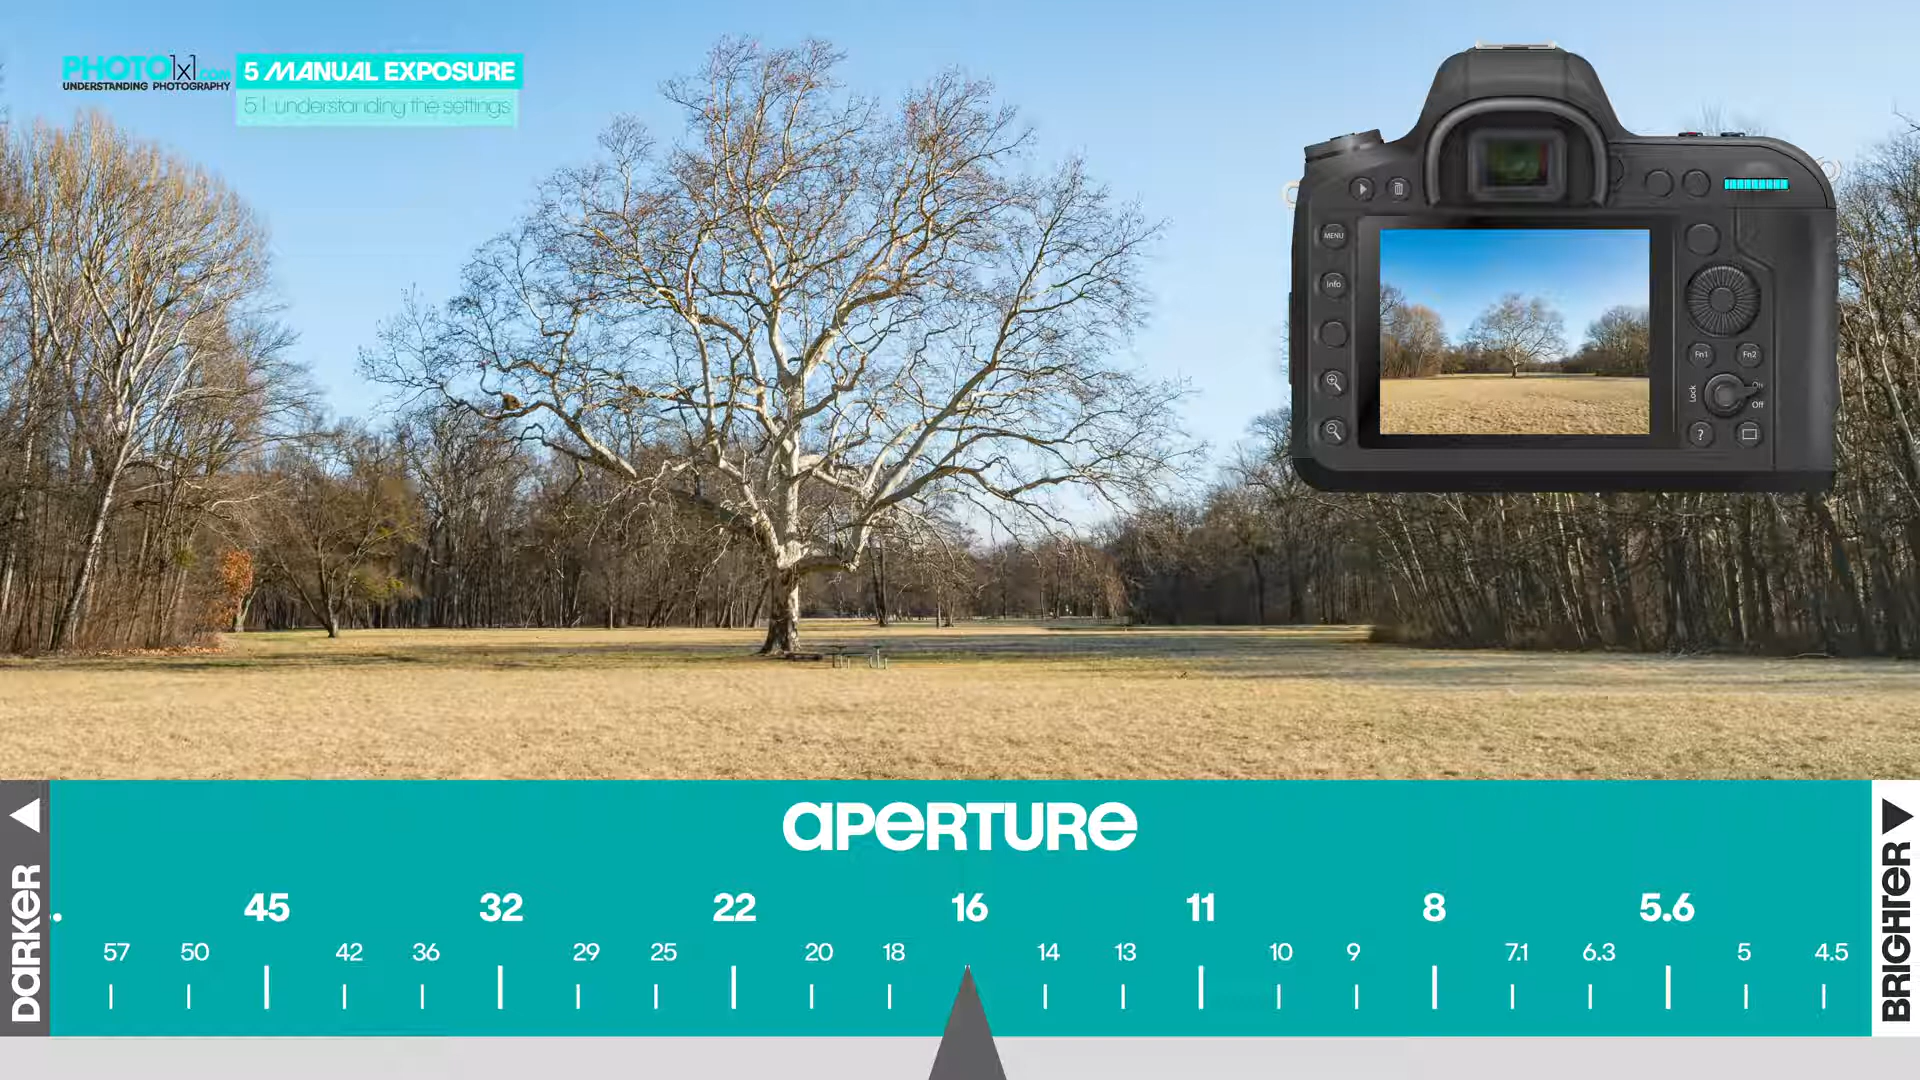 PHOTO1x1.COM
UNDERSTANDING PHOTOGRAPHY
5 MANUAL EXPOSURE
5.1 understanding the settings
MENU
Info
Fn1 Fn2
Lock
On
Off
?
APERTURE
DARKER
BRIGHTER
45 32 22 16 11 8 5.6
57 50 42 36 29 25 20 18 14 13 10 9 7.1 6.3 5 4.5